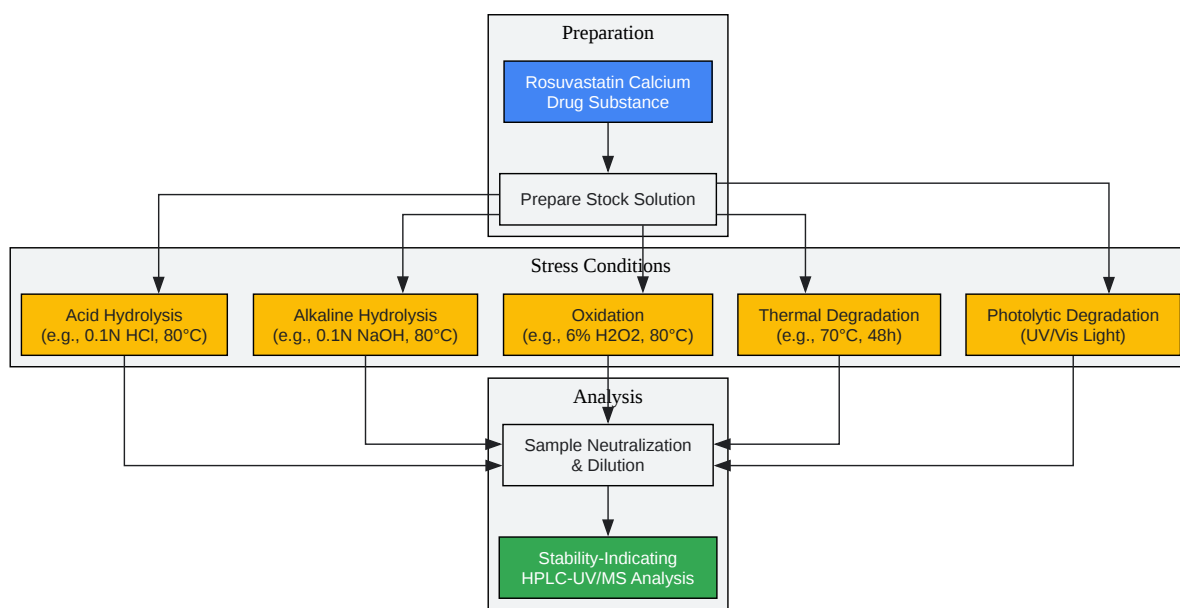 Preparation
Rosuvastatin Calcium
Drug Substance
Prepare Stock Solution
Stress Conditions
Acid Hydrolysis
(e.g., 0.1N HCl, 80°C)
Alkaline Hydrolysis
(e.g., 0.1N NaOH, 80°C)
Oxidation
(e.g., 6% H2O2, 80°C)
Thermal Degradation
(e.g., 70°C, 48h)
Photolytic Degradation
(UV/Vis Light)
Analysis
Sample Neutralization
& Dilution
Stability-Indicating
HPLC-UV/MS Analysis